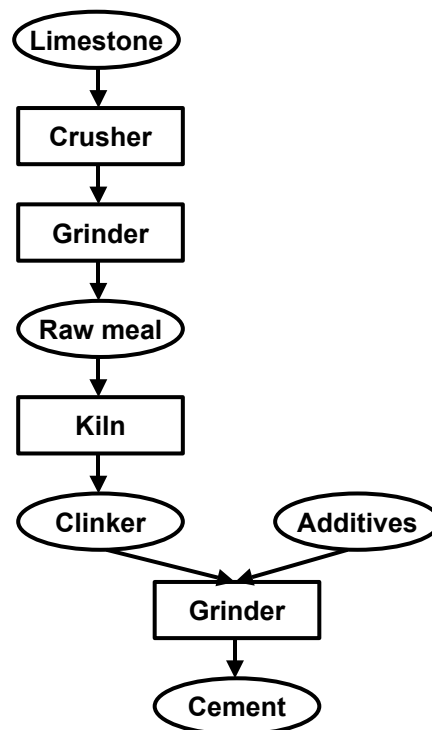 Limestone
Crusher
Grinder
Raw meal
Kiln
Clinker
Additives
Grinder
Cement